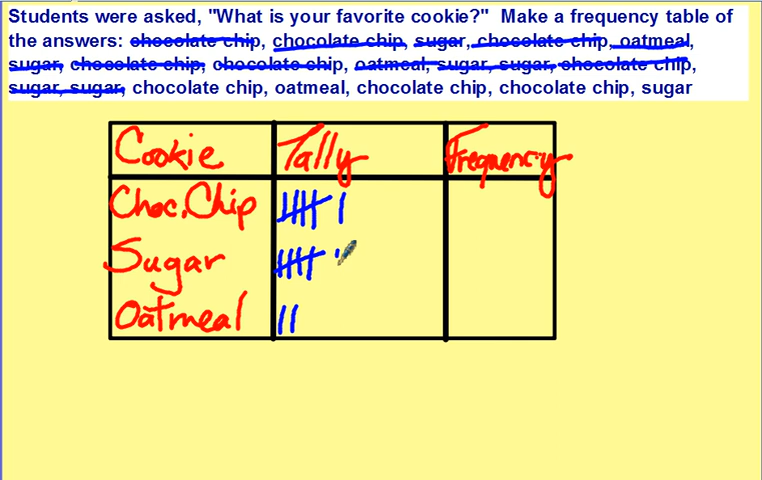 Students were asked, "What is your favorite cookie?" Make a frequency table of
the answers: chocolate chip, chocolate chip, sugar, chocolate chip, oatmeal,
sugar, chocolate chip, chocolate chip, oatmeal, sugar, sugar, chocolate chip,
sugar, sugar, chocolate chip, oatmeal, chocolate chip, chocolate chip, sugar
Cookie Tally Frequency
Choc. Chip
Sugar
Oatmeal